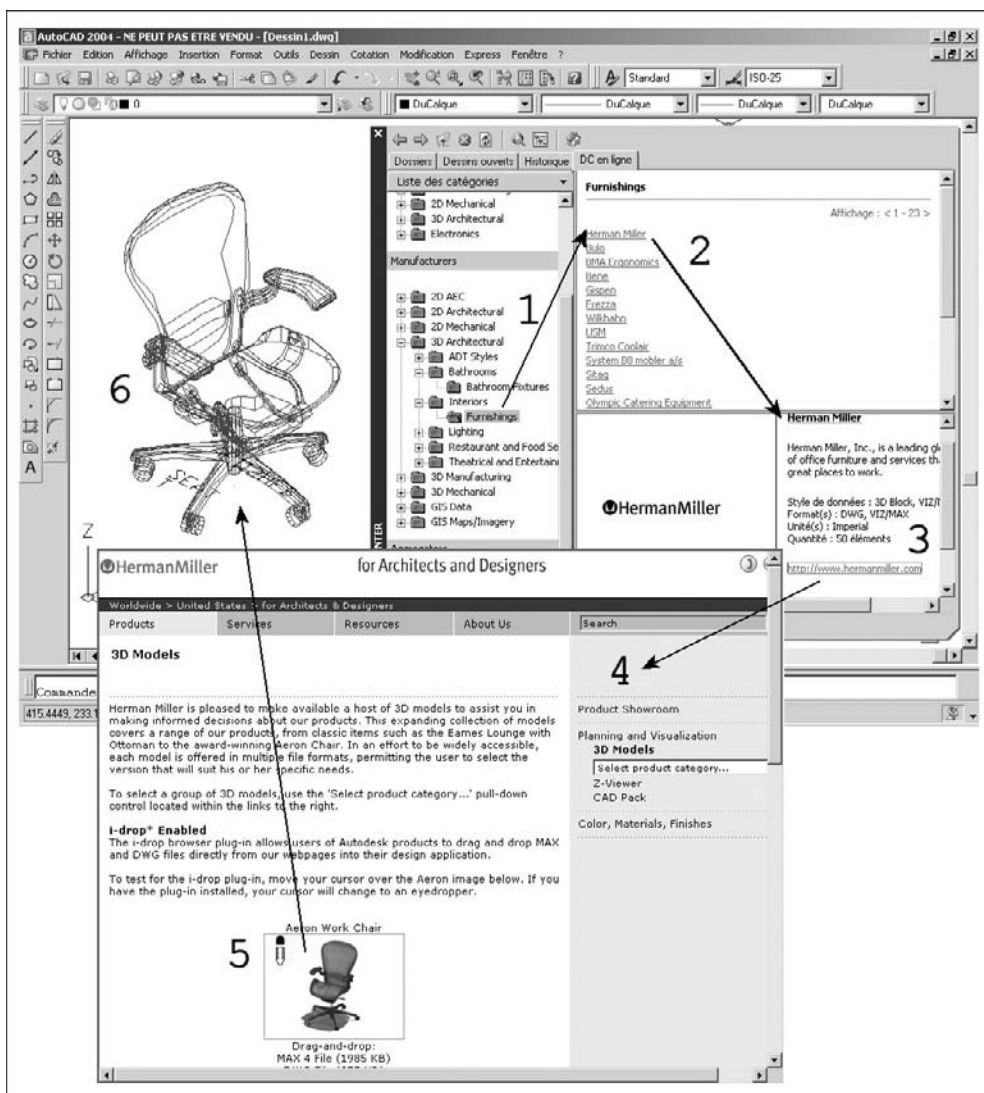 AutoCAD 2004 - NE PEUT PAS ETRE VENDU - [Dessin1.dwg]
Fichier Edition Affichage Insertion Format Outils Dessin Cotation Modification Express Fenêtre ?
Standard ISO-25
0 DuCalque DuCalque DuCalque DuCalque
Dossiers Dessins ouverts Historique DC en ligne
Liste des catégories
2D Mechanical
3D Architectural
Electronics
Manufacturers
2D AEC
2D Architectural
2D Mechanical
3D Architectural
ADT Styles
Bathrooms
Bathroom Fixtures
Interiors
Furnishings
Lighting
Restaurant and Food Se
Theatrical and Entertain
3D Manufacturing
3D Mechanical
GIS Data
GIS Maps/Imagery
Furnishings
Affichage : < 1 - 23 >
Herman Miller
Bulo
BMA Ergonomics
Bene
Gispen
Frezza
Wilkhahn
USM
Trimco Coolair
System B8 mobler a/s
Sitag
Sedus
Olympic Catering Equipment
1
2
6
HermanMiller
Herman Miller
Herman Miller, Inc., is a leading gl
of office furniture and services th
great places to work.
Style de données : 3D Block, VIZ/
Format(s) : DWG, VIZ/MAX
Unité(s) : Imperial
Quantité : 50 éléments
3
http://www.hermanmiller.com
Z
NTER
HermanMiller for Architects and Designers
Worldwide > United States > for Architects & Designers
Products Services Resources About Us Search
3D Models
4
Herman Miller is pleased to make available a host of 3D models to assist you in
making informed decisions about our products. This expanding collection of models
covers a range of our products, from classic items such as the Eames Lounge with
Ottoman to the award-winning Aeron Chair. In an effort to be widely accessible,
each model is offered in multiple file formats, permitting the user to select the
version that will suit his or her specific needs.
To select a group of 3D models, use the 'Select product category...' pull-down
control located within the links to the right.
i-drop* Enabled
The i-drop browser plug-in allows users of Autodesk products to drag and drop MAX
and DWG files directly from our webpages into their design application.
To test for the i-drop plug-in, move your cursor over the Aeron image below. If you
have the plug-in installed, your cursor will change to an eyedropper.
Product Showroom
Planning and Visualization
3D Models
Select product category...
Z-Viewer
CAD Pack
Color, Materials, Finishes
5
Aeron Work Chair
Drag-and-drop:
MAX 4 File (1985 KB)
Commande
415.4449, 233.1